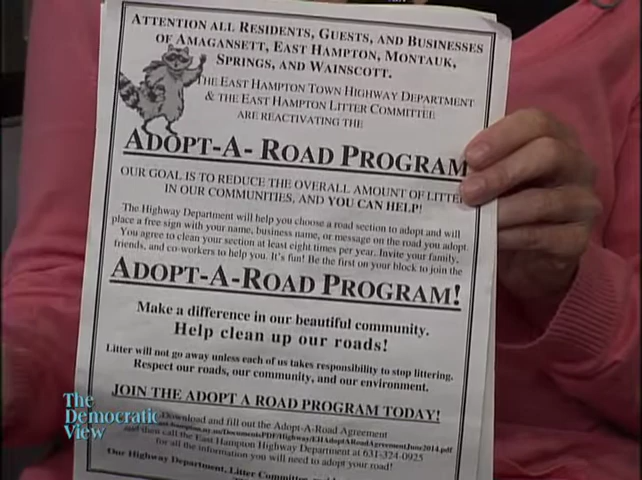 ATTENTION ALL RESIDENTS, GUESTS, AND BUSINESSES
OF AMAGANSETT, EAST HAMPTON, MONTAUK,
SPRINGS, AND WAINSCOTT.
THE EAST HAMPTON TOWN HIGHWAY DEPARTMENT
& THE EAST HAMPTON LITTER COMMITTEE
ARE REACTIVATING THE
ADOPT-A- ROAD PROGRAM
OUR GOAL IS TO REDUCE THE OVERALL AMOUNT OF LITTER
IN OUR COMMUNITIES, AND YOU CAN HELP!
The Highway Department will help you choose a road section to adopt and will
place a free sign with your name, business name, or message on the road you adopt.
You agree to clean your section at least eight times per year. Invite your family,
friends, and co-workers to help you. It's fun! Be the first on your block to join the
ADOPT-A-ROAD PROGRAM!
Make a difference in our beautiful community.
Help clean up our roads!
Litter will not go away unless each of us takes responsibility to stop littering.
Respect our roads, our community, and our environment.
JOIN THE ADOPT A ROAD PROGRAM TODAY!
Download and fill out the Adopt-A-Road Agreement
and then call the East Hampton Highway Department at 631-324-0925
for all the information you will need to adopt your road!
Our Highway Department, Litter Committee,
The
Democratic
View